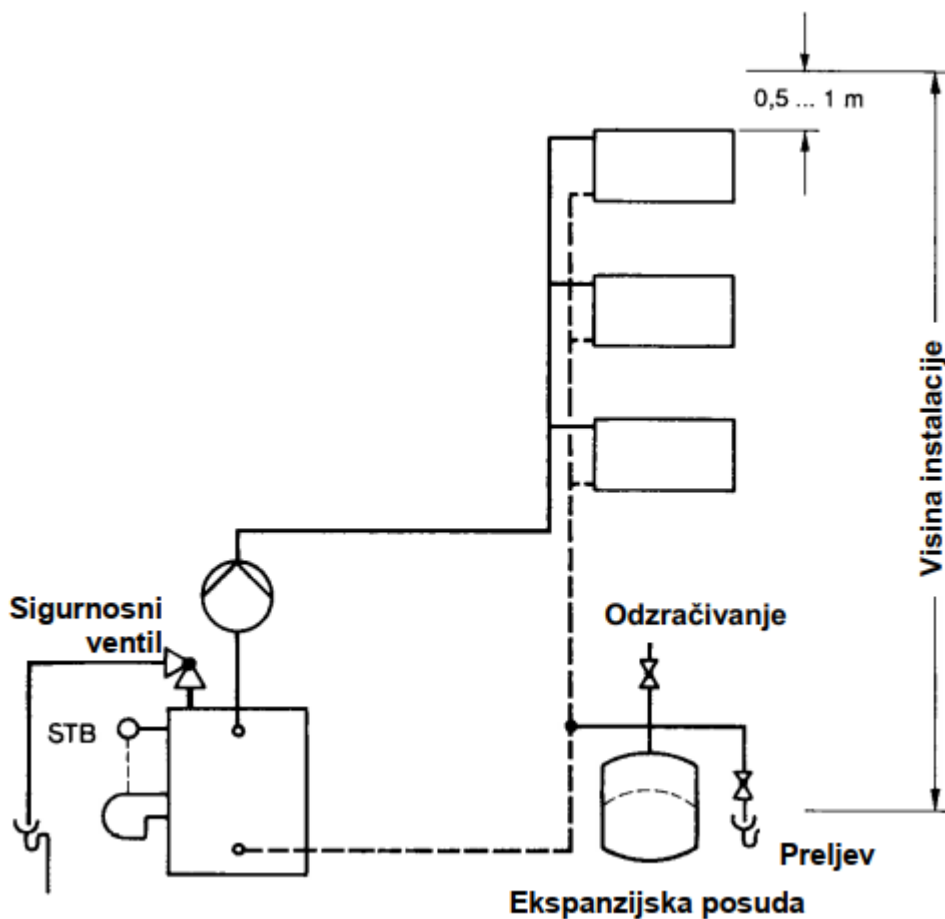 0,5 ... 1 m
Visina instalacije
Sigurnosni
ventil
Odzračivanje
STB
Preljev
Ekspanzijska posuda